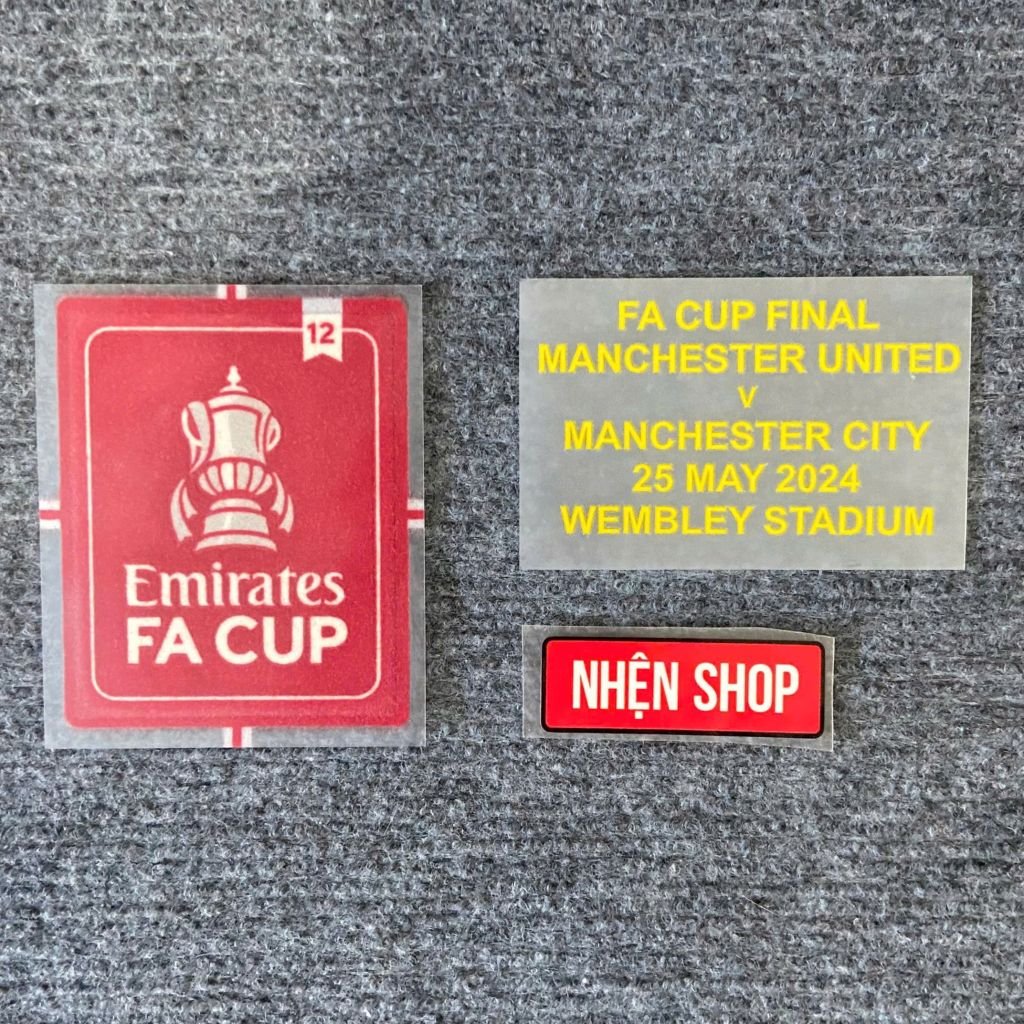 12
Emirates
FA CUP
FA CUP FINAL
MANCHESTER UNITED
V
MANCHESTER CITY
25 MAY 2024
WEMBLEY STADIUM
NHỆN SHOP